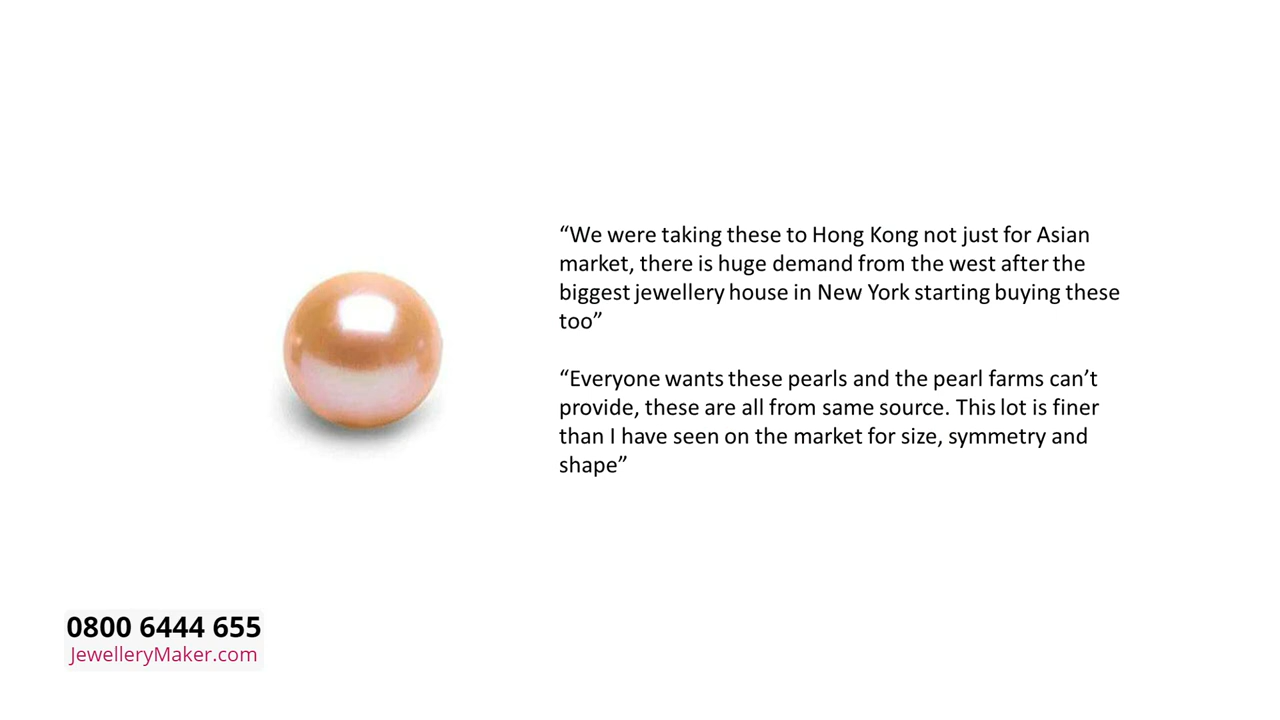 “We were taking these to Hong Kong not just for Asian
market, there is huge demand from the west after the
biggest jewellery house in New York starting buying these
too”
“Everyone wants these pearls and the pearl farms can’t
provide, these are all from same source. This lot is finer
than I have seen on the market for size, symmetry and
shape”
0800 6444 655
JewelleryMaker.com